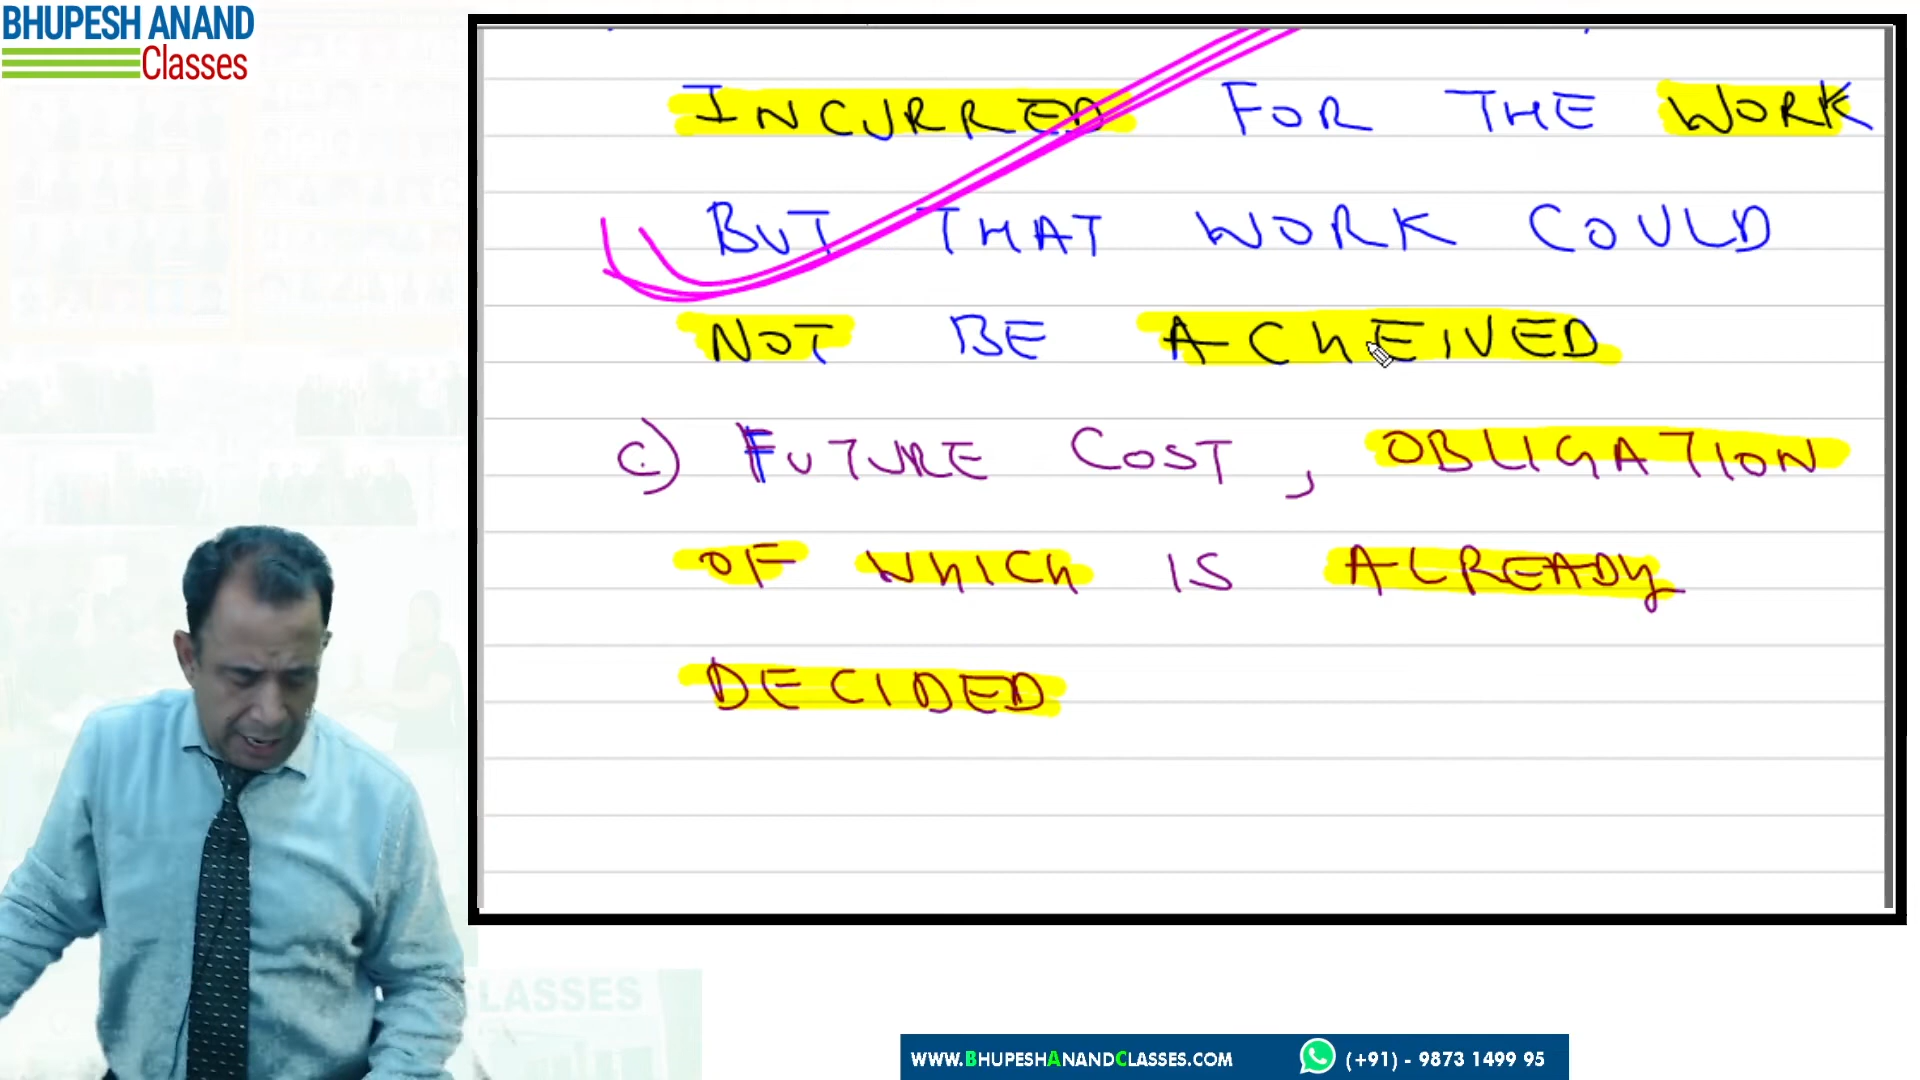 BHUPESH ANAND
Classes
INCURRED FOR THE WORK
BUT THAT WORK COULD
NOT BE ACHEIVED
C) FUTURE COST, OBLIGATION
OF WHICH IS ALREADY
DECIDED
LASSES
WWW.BHUPESHANANDCLASSES.COM (+91) - 9873 1499 95